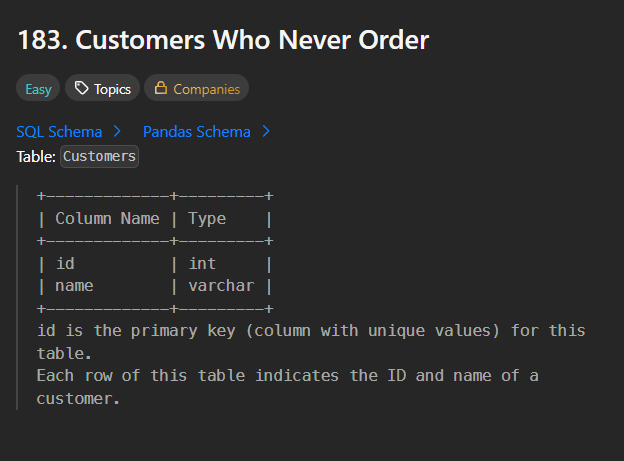 183. Customers Who Never Order
Easy Topics Companies
SQL Schema > Pandas Schema >
Table: Customers
+-------------+---------+
| Column Name | Type    |
+-------------+---------+
| id          | int     |
| name        | varchar |
+-------------+---------+
id is the primary key (column with unique values) for this
table.
Each row of this table indicates the ID and name of a
customer.